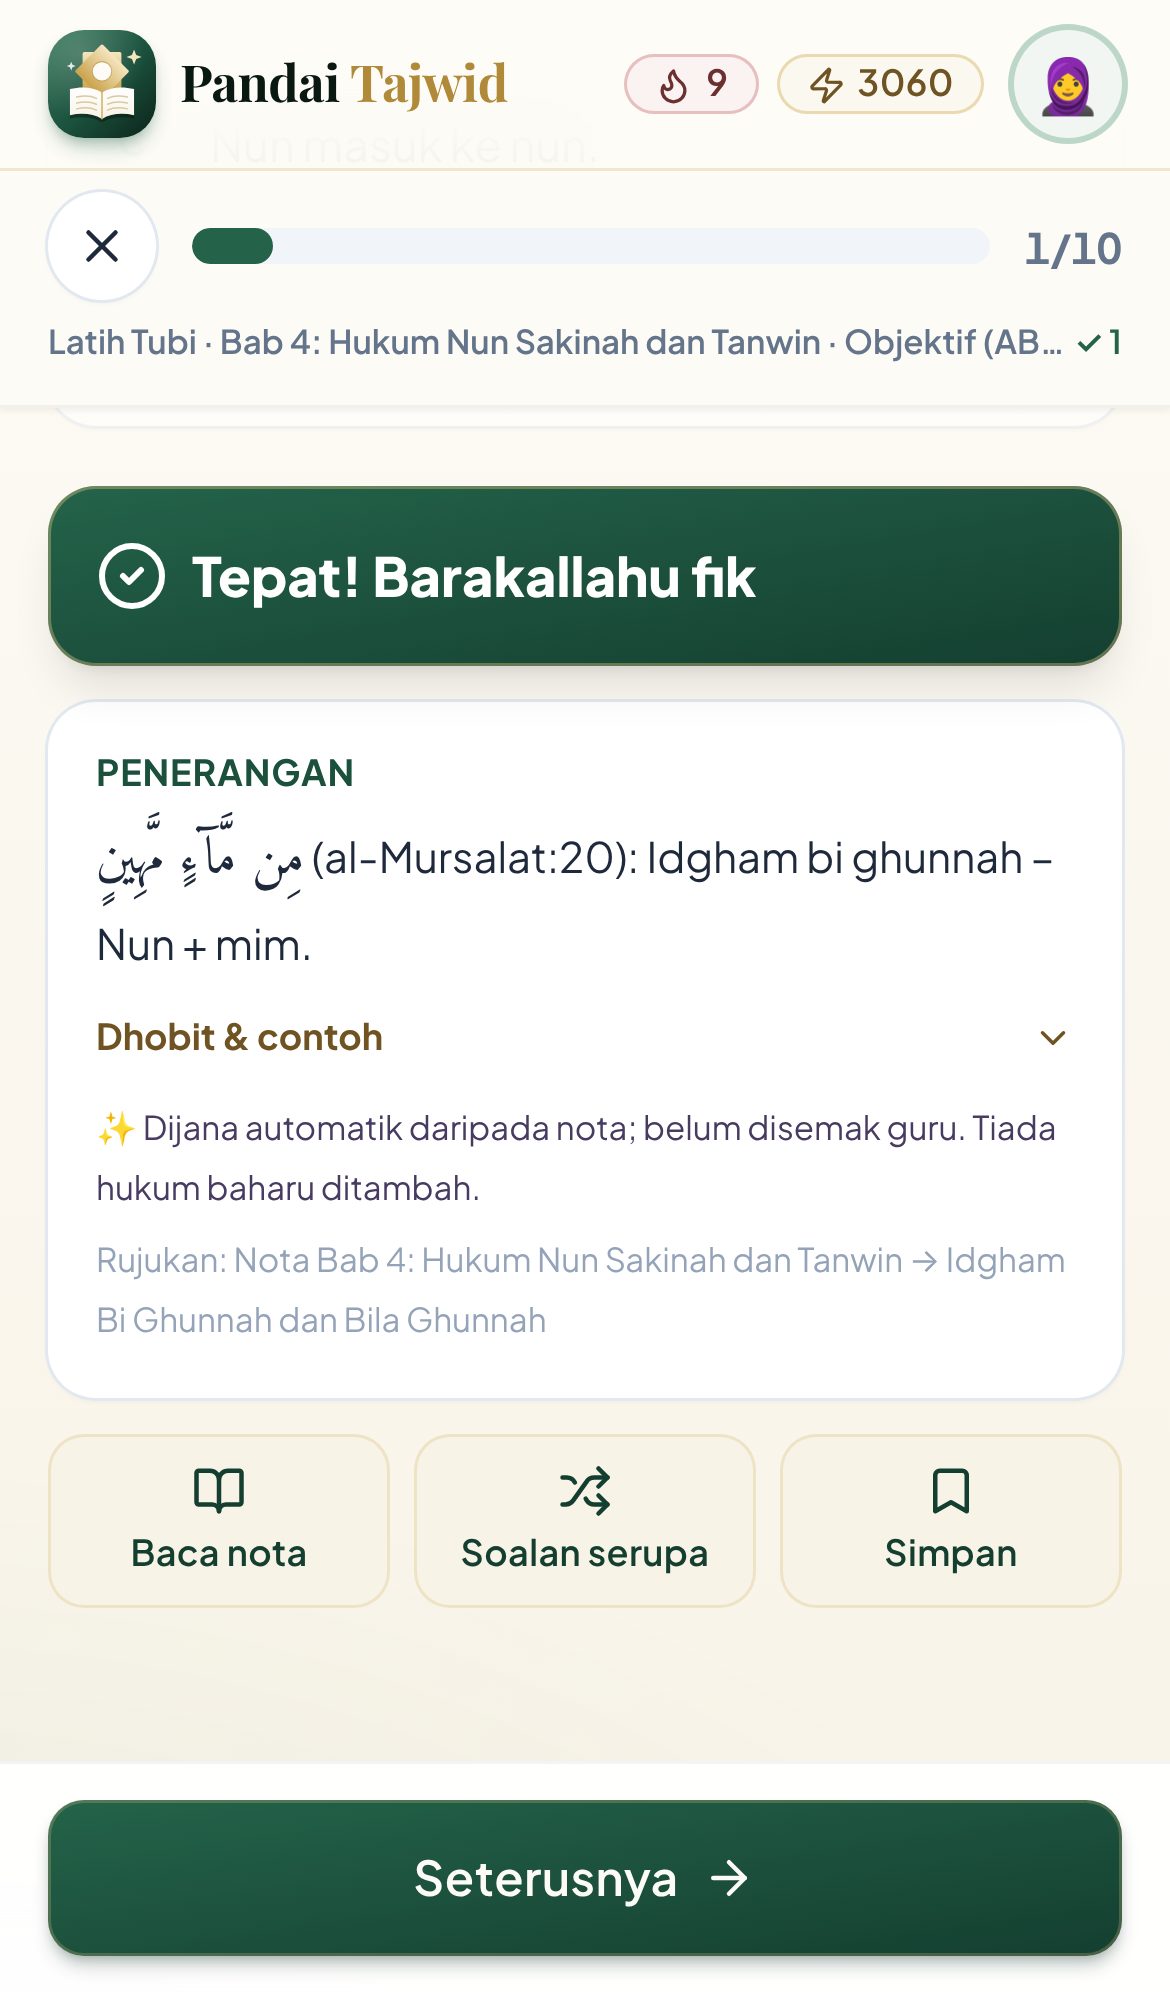 Pandai Tajwid
9
3060
Nun masuk ke nun.
1/10
Latih Tubi · Bab 4: Hukum Nun Sakinah dan Tanwin · Objektif (AB... ✓ 1
Tepat! Barakallahu fik
PENERANGAN
مِن مَّآءٍ مَّهِينٍ (al-Mursalat:20): Idgham bi ghunnah –
Nun + mim.
Dhobit & contoh
✨ Dijana automatik daripada nota; belum disemak guru. Tiada
hukum baharu ditambah.
Rujukan: Nota Bab 4: Hukum Nun Sakinah dan Tanwin → Idgham
Bi Ghunnah dan Bila Ghunnah
Baca nota
Soalan serupa
Simpan
Seterusnya →